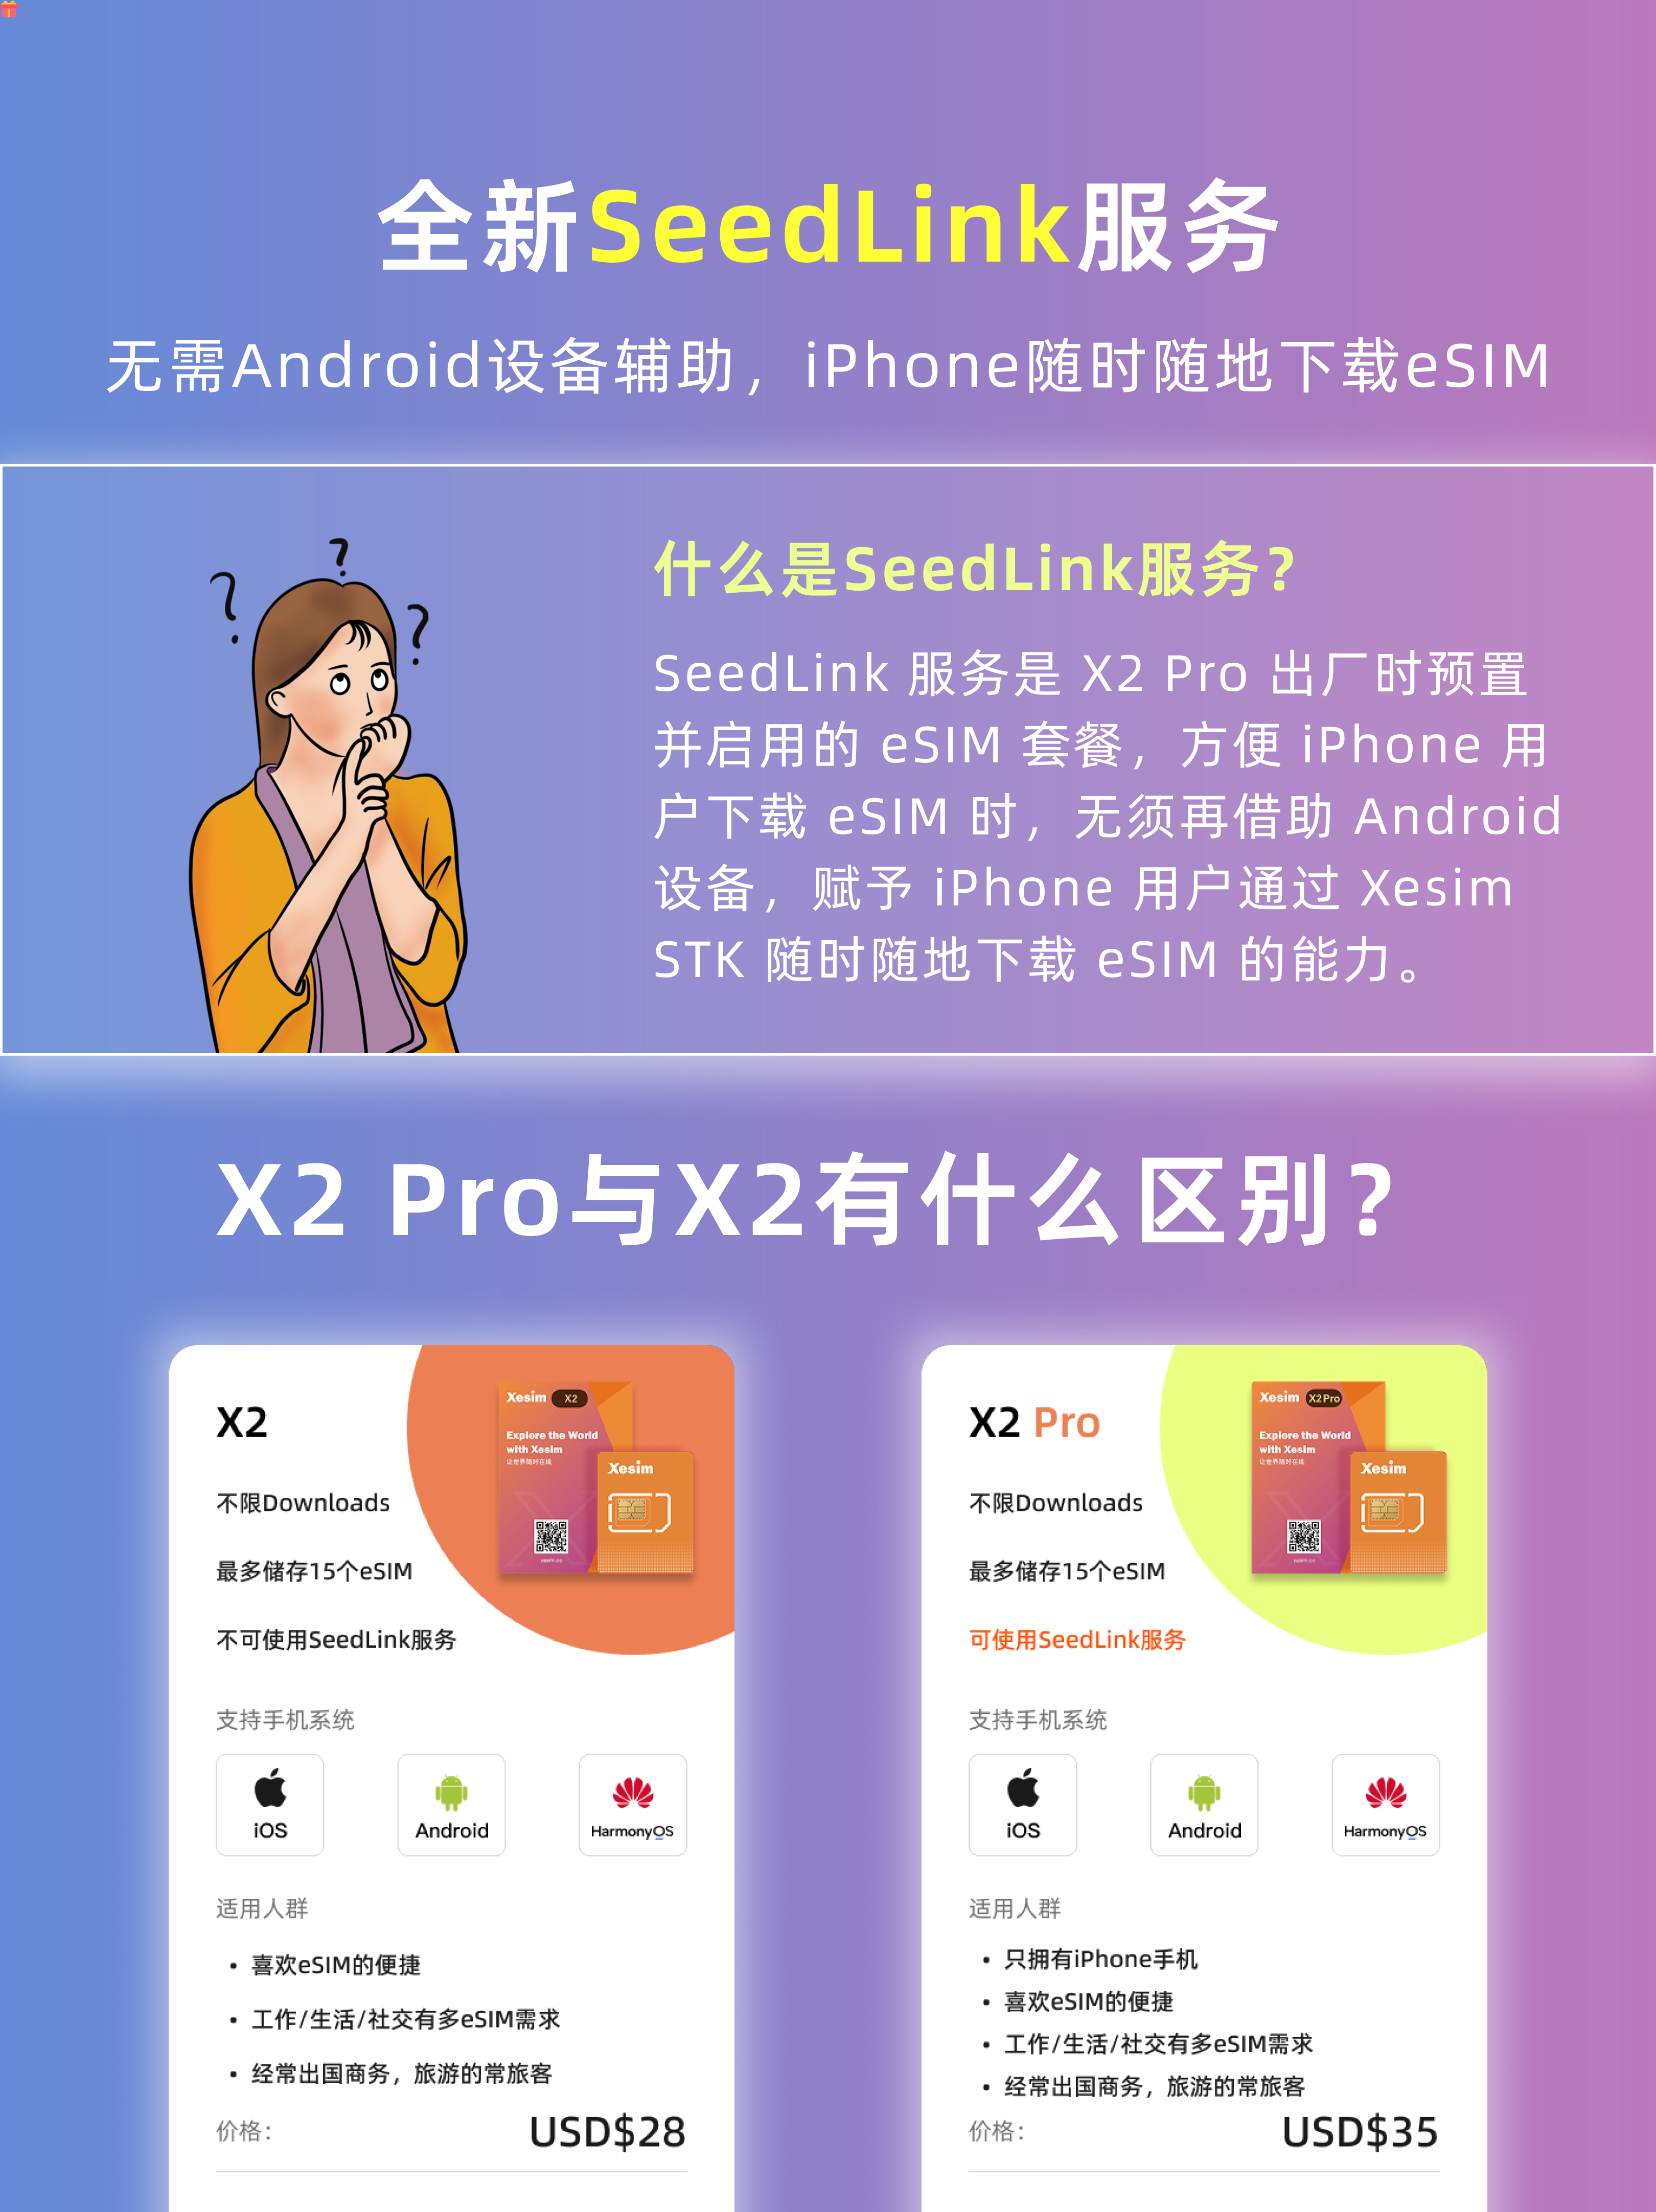 全新SeedLink服务
无需Android设备辅助，iPhone随时随地下载eSIM
什么是SeedLink服务？
SeedLink 服务是 X2 Pro 出厂时预置
并启用的 eSIM 套餐，方便 iPhone 用
户下载 eSIM 时，无须再借助 Android
设备，赋予 iPhone 用户通过 Xesim
STK 随时随地下载 eSIM 的能力。
X2 Pro与X2有什么区别？
X2
Xesim X2
Explore the World
with Xesim
让世界随时在线
Xesim
不限Downloads
最多储存15个eSIM
不可使用SeedLink服务
支持手机系统
iOS
Android
HarmonyOS
适用人群
• 喜欢eSIM的便捷
• 工作/生活/社交有多eSIM需求
• 经常出国商务，旅游的常旅客
价格：
USD$28
X2 Pro
Xesim X2Pro
Explore the World
with Xesim
让世界随时在线
Xesim
不限Downloads
最多储存15个eSIM
可使用SeedLink服务
支持手机系统
iOS
Android
HarmonyOS
适用人群
• 只拥有iPhone手机
• 喜欢eSIM的便捷
• 工作/生活/社交有多eSIM需求
• 经常出国商务，旅游的常旅客
价格：
USD$35